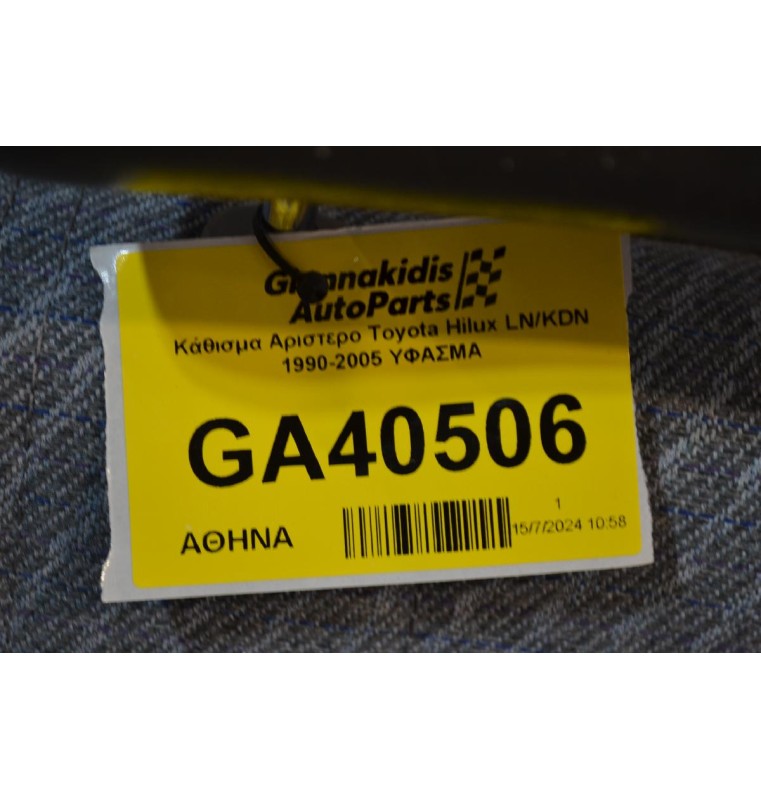 Giannakidis
AutoParts
Κάθισμα Αριστερο Toyota Hilux LN/KDN
1990-2005 ΥΦΑΣΜΑ
GA40506
1
ΑΘΗΝΑ
15/7/2024 10:58